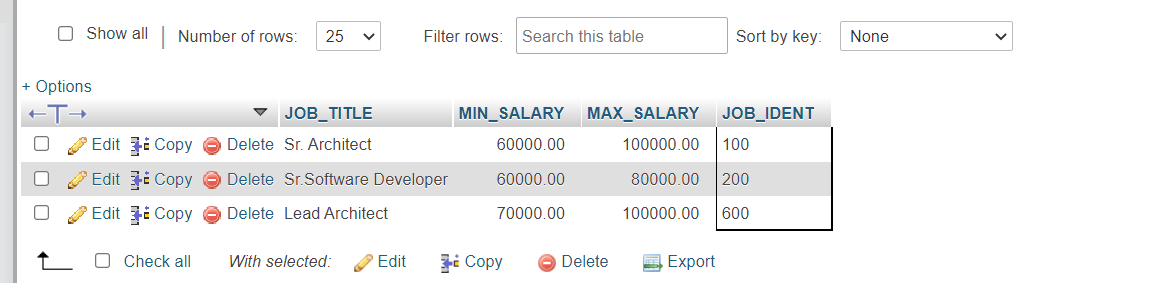 Show all Number of rows: 25 Filter rows: Search this table Sort by key: None
+ Options
←T→ JOB_TITLE MIN_SALARY MAX_SALARY JOB_IDENT
Edit Copy Delete Sr. Architect 60000.00 100000.00 100
Edit Copy Delete Sr.Software Developer 60000.00 80000.00 200
Edit Copy Delete Lead Architect 70000.00 100000.00 600
Check all With selected: Edit Copy Delete Export